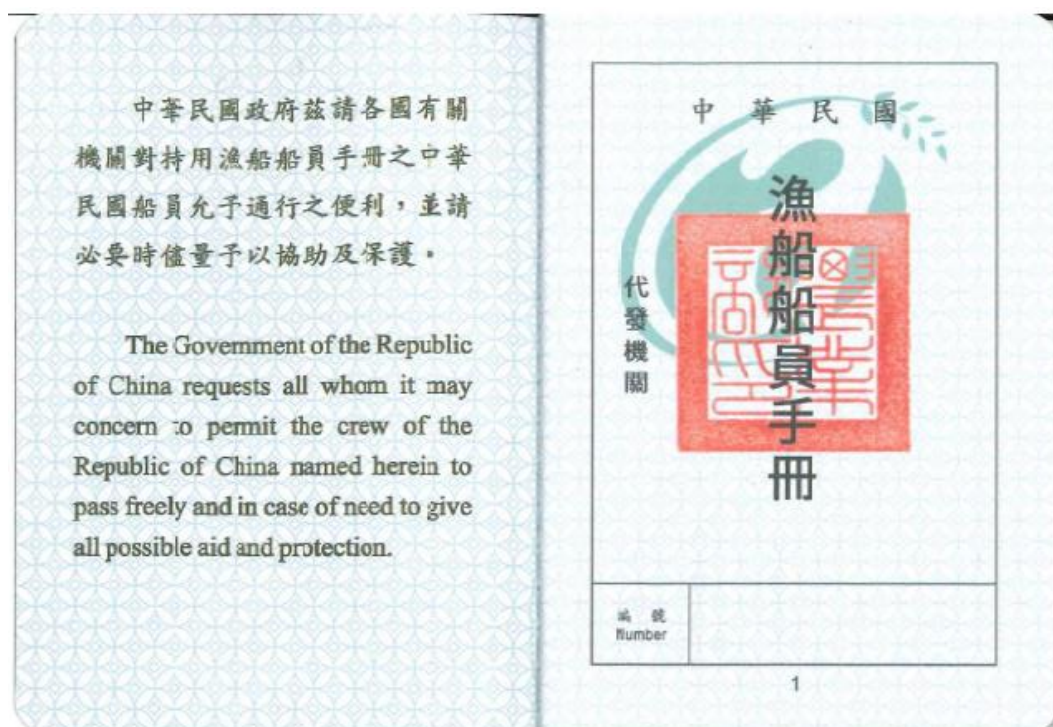 中華民國政府茲請各國有關
機關對持用漁船船員手冊之中華
民國船員允予通行之便利，並請
必要時儘量予以協助及保護。
The Government of the Republic
of China requests all whom it may
concern to permit the crew of the
Republic of China named herein to
pass freely and in case of need to give
all possible aid and protection.
中華民國
漁船船員手冊
代發機關
編號
Number
1